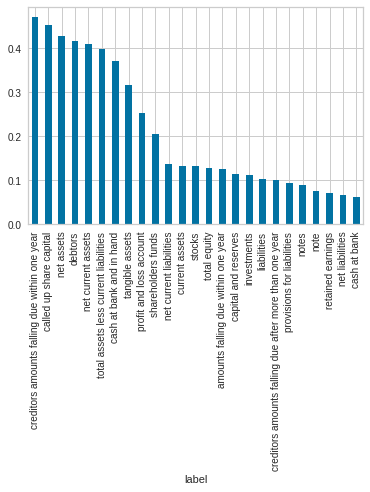 0.4
0.3
0.2
0.1
0.0
creditors amounts falling due within one year
called up share capital
net assets
debtors
net current assets
total assets less current liabilities
cash at bank and in hand
tangible assets
profit and loss account
shareholders funds
net current liabilities
current assets
stocks
total equity
amounts falling due within one year
capital and reserves
investments
liabilities
creditors amounts falling due after more than one year
provisions for liabilities
notes
note
retained earnings
net liabilities
cash at bank
label